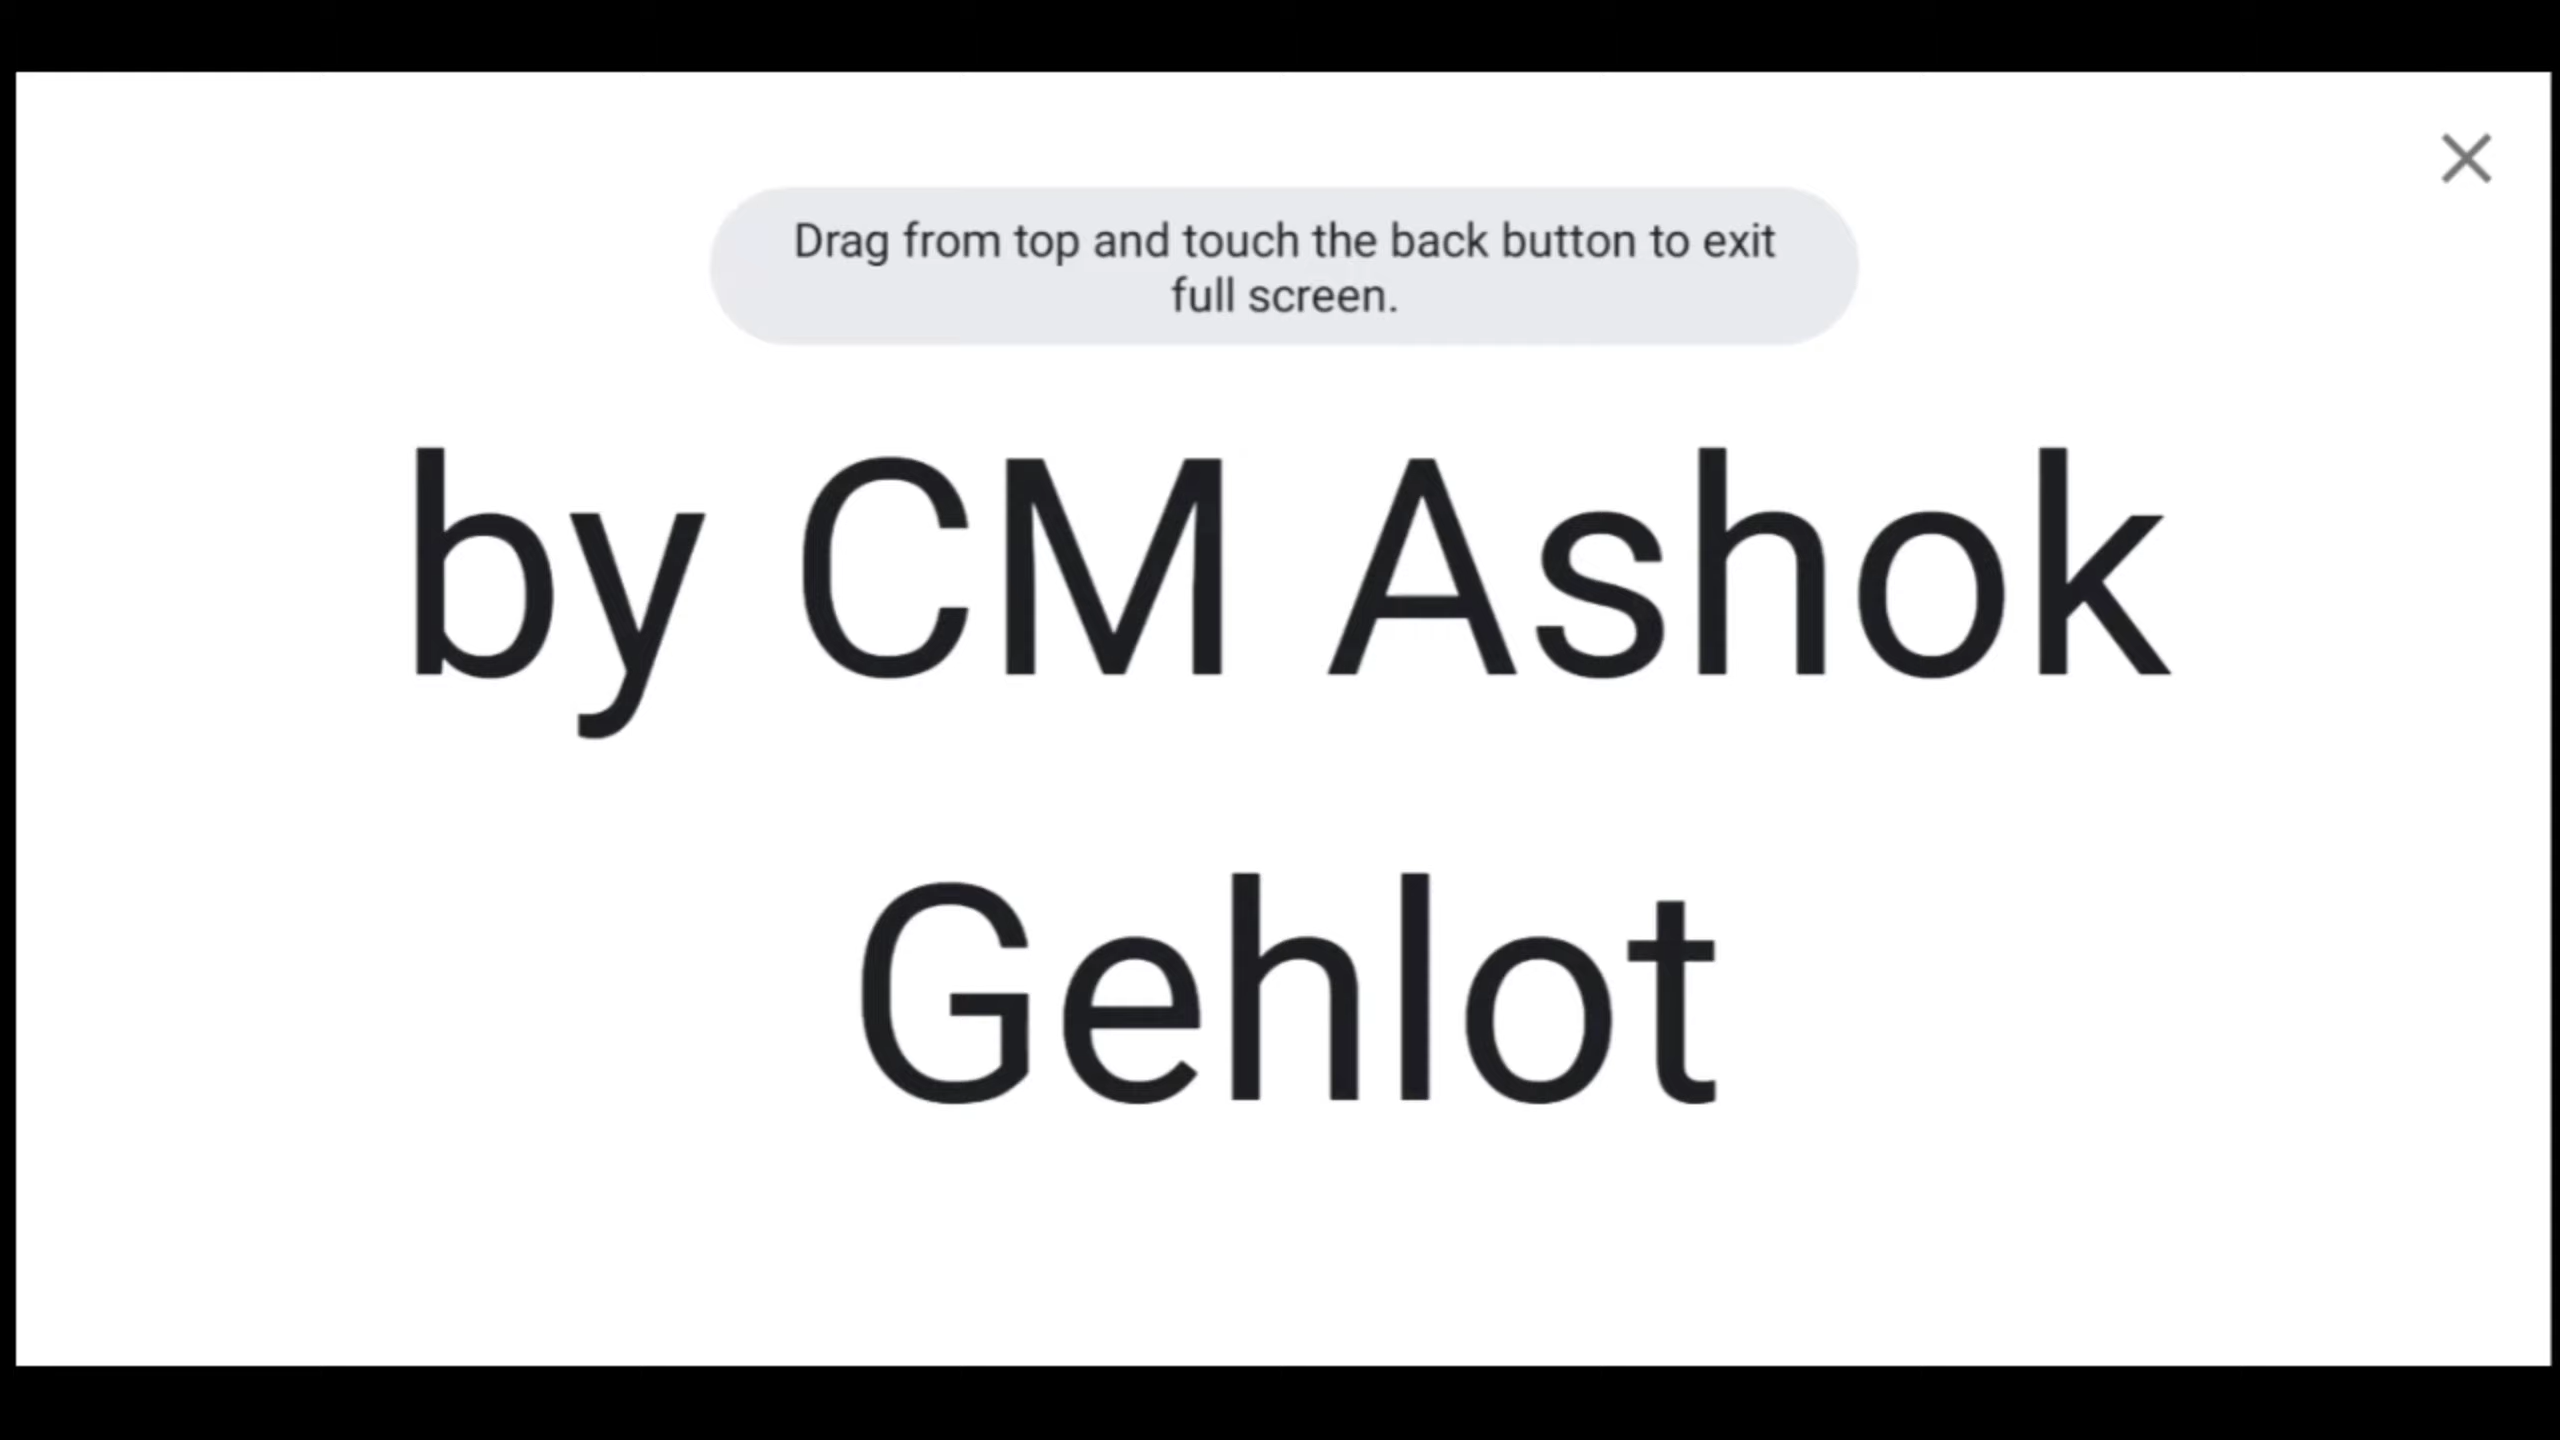 Drag from top and touch the back button to exit
full screen.
by CM Ashok
Gehlot